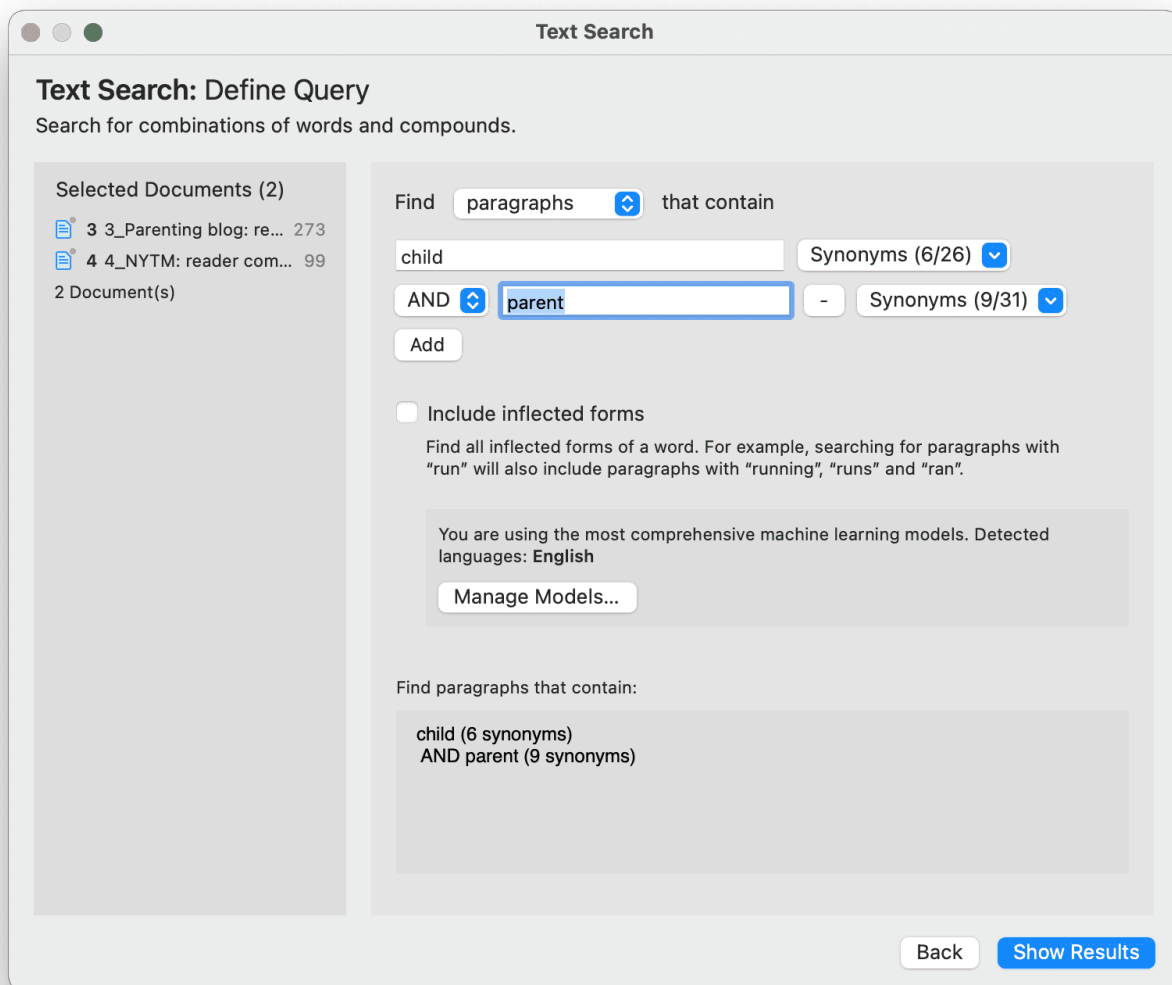 Text Search
Text Search: Define Query
Search for combinations of words and compounds.
Selected Documents (2)
3 3_Parenting blog: re... 273
4 4_NYTM: reader com... 99
2 Document(s)
Find paragraphs that contain
child Synonyms (6/26)
AND parent - Synonyms (9/31)
Add
Include inflected forms
Find all inflected forms of a word. For example, searching for paragraphs with
“run” will also include paragraphs with “running”, “runs” and “ran”.
You are using the most comprehensive machine learning models. Detected
languages: English
Manage Models...
Find paragraphs that contain:
child (6 synonyms)
AND parent (9 synonyms)
Back Show Results